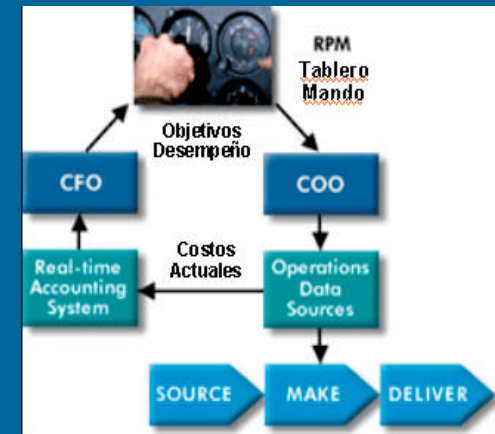 RPM
Tablero
Mando
Objetivos
Desempeño
CFO
COO
Costos
Actuales
Real-time
Accounting
System
Operations
Data
Sources
SOURCE
MAKE
DELIVER